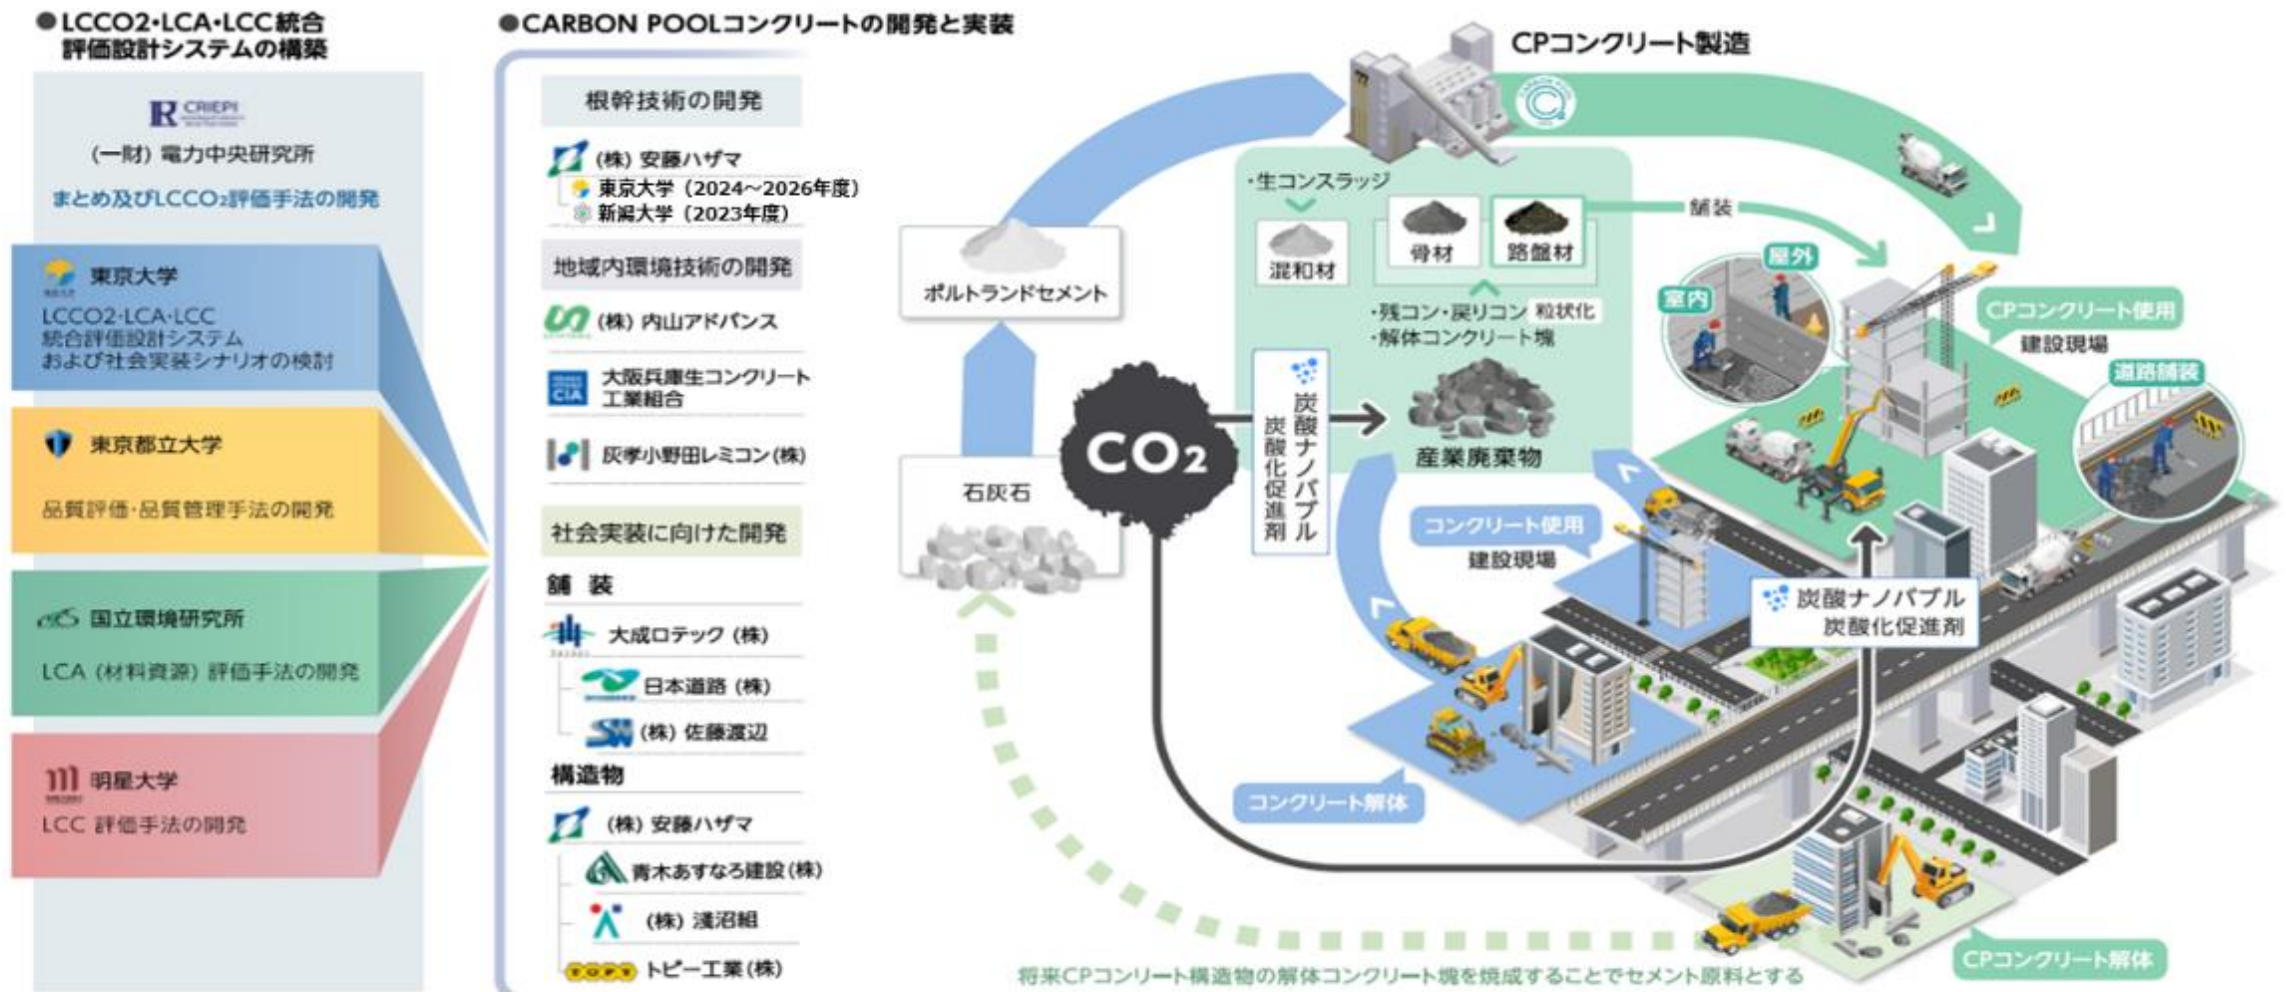 ●LCCO2・LCA・LCC統合
評価設計システムの構築
CRIEPI
(一財) 電力中央研究所
まとめ及びLCCO₂評価手法の開発
東京大学
LCCO2・LCA・LCC
統合評価設計システム
および社会実装シナリオの検討
東京都立大学
品質評価・品質管理手法の開発
国立環境研究所
LCA (材料資源) 評価手法の開発
明星大学
LCC 評価手法の開発
●CARBON POOLコンクリートの開発と実装
根幹技術の開発
(株) 安藤ハザマ
東京大学 (2024～2026年度)
新潟大学 (2023年度)
地域内環境技術の開発
(株) 内山アドバンス
CIA
大阪兵庫生コンクリート
工業組合
灰孝小野田レミコン(株)
社会実装に向けた開発
舗 装
大成ロテック (株)
日本道路 (株)
(株) 佐藤渡辺
構造物
(株) 安藤ハザマ
青木あすなろ建設(株)
(株) 淺沼組
TOPY
トピー工業(株)
CPコンクリート製造
・生コンスラッジ
混和材
骨材
路盤材
舗装
・残コン・戻りコン 粒状化
・解体コンクリート塊
産業廃棄物
ポルトランドセメント
石灰石
CO2
炭酸ナノバブル
炭酸化促進剤
屋外
室内
CPコンクリート使用
建設現場
道路舗装
コンクリート使用
建設現場
炭酸ナノバブル
炭酸化促進剤
コンクリート解体
CPコンクリート解体
将来CPコンリート構造物の解体コンクリート塊を焼成することでセメント原料とする